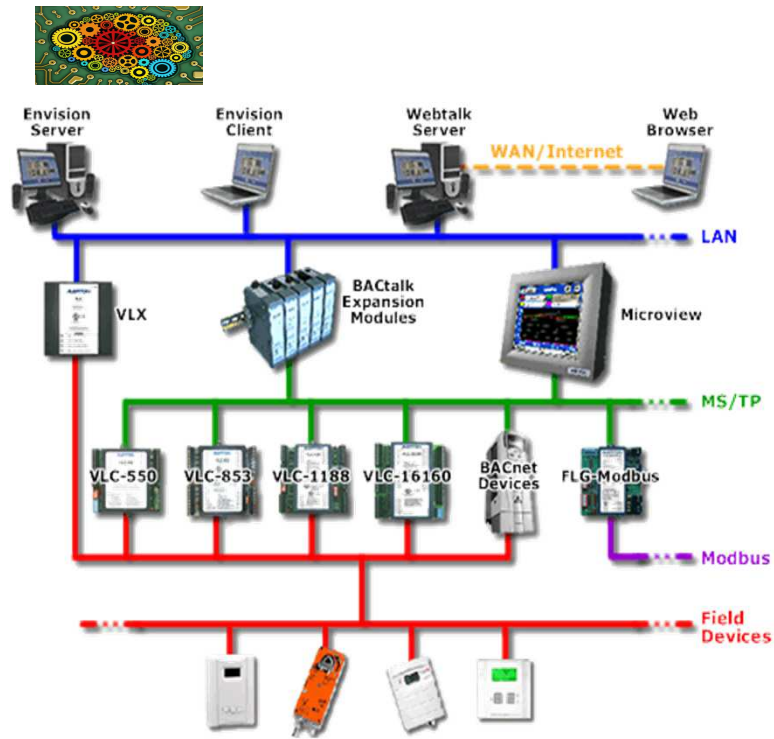 Envision
Server
Envision
Client
Webtalk
Server
Web
Browser
WAN/Internet
LAN
VLX
BACtalk
Expansion
Modules
Microview
MS/TP
VLC-550
VLC-853
VLC-1188
VLC-16160
BACnet
Devices
FLG-Modbus
Modbus
Field
Devices